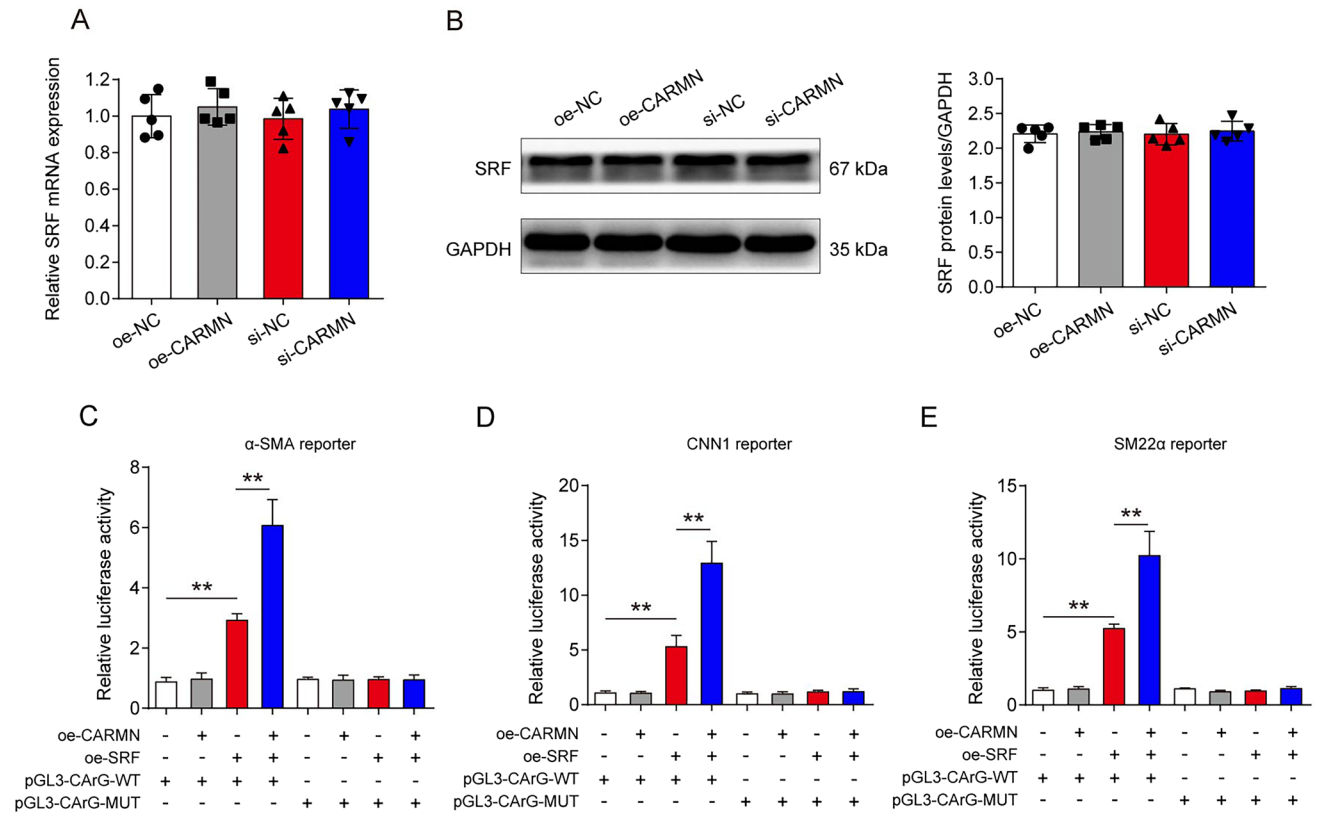 A
Relative SRF mRNA expression
1.2
1.0
0.8
0.6
0.4
0.2
0.0
oe-NC
oe-CARMN
si-NC
si-CARMN
B
oe-NC
oe-CARMN
si-NC
si-CARMN
SRF
67 kDa
GAPDH
35 kDa
SRF protein levels/GAPDH
3.0
2.5
2.0
1.5
1.0
0.5
0.0
oe-NC
oe-CARMN
si-NC
si-CARMN
C
α-SMA reporter
Relative luciferase activity
8
6
4
2
0
**
**
oe-CARMN - + - + - + - +
oe-SRF - - + + - - + +
pGL3-CArG-WT + + + + - - - -
pGL3-CArG-MUT - - - - + + + +
D
CNN1 reporter
Relative luciferase activity
20
15
10
5
0
**
**
oe-CARMN - + - + - + - +
oe-SRF - - + + - - + +
pGL3-CArG-WT + + + + - - - -
pGL3-CArG-MUT - - - - + + + +
E
SM22α reporter
Relative luciferase activity
15
10
5
0
**
**
oe-CARMN - + - + - + - +
oe-SRF - - + + - - + +
pGL3-CArG-WT + + + + - - - -
pGL3-CArG-MUT - - - - + + + +